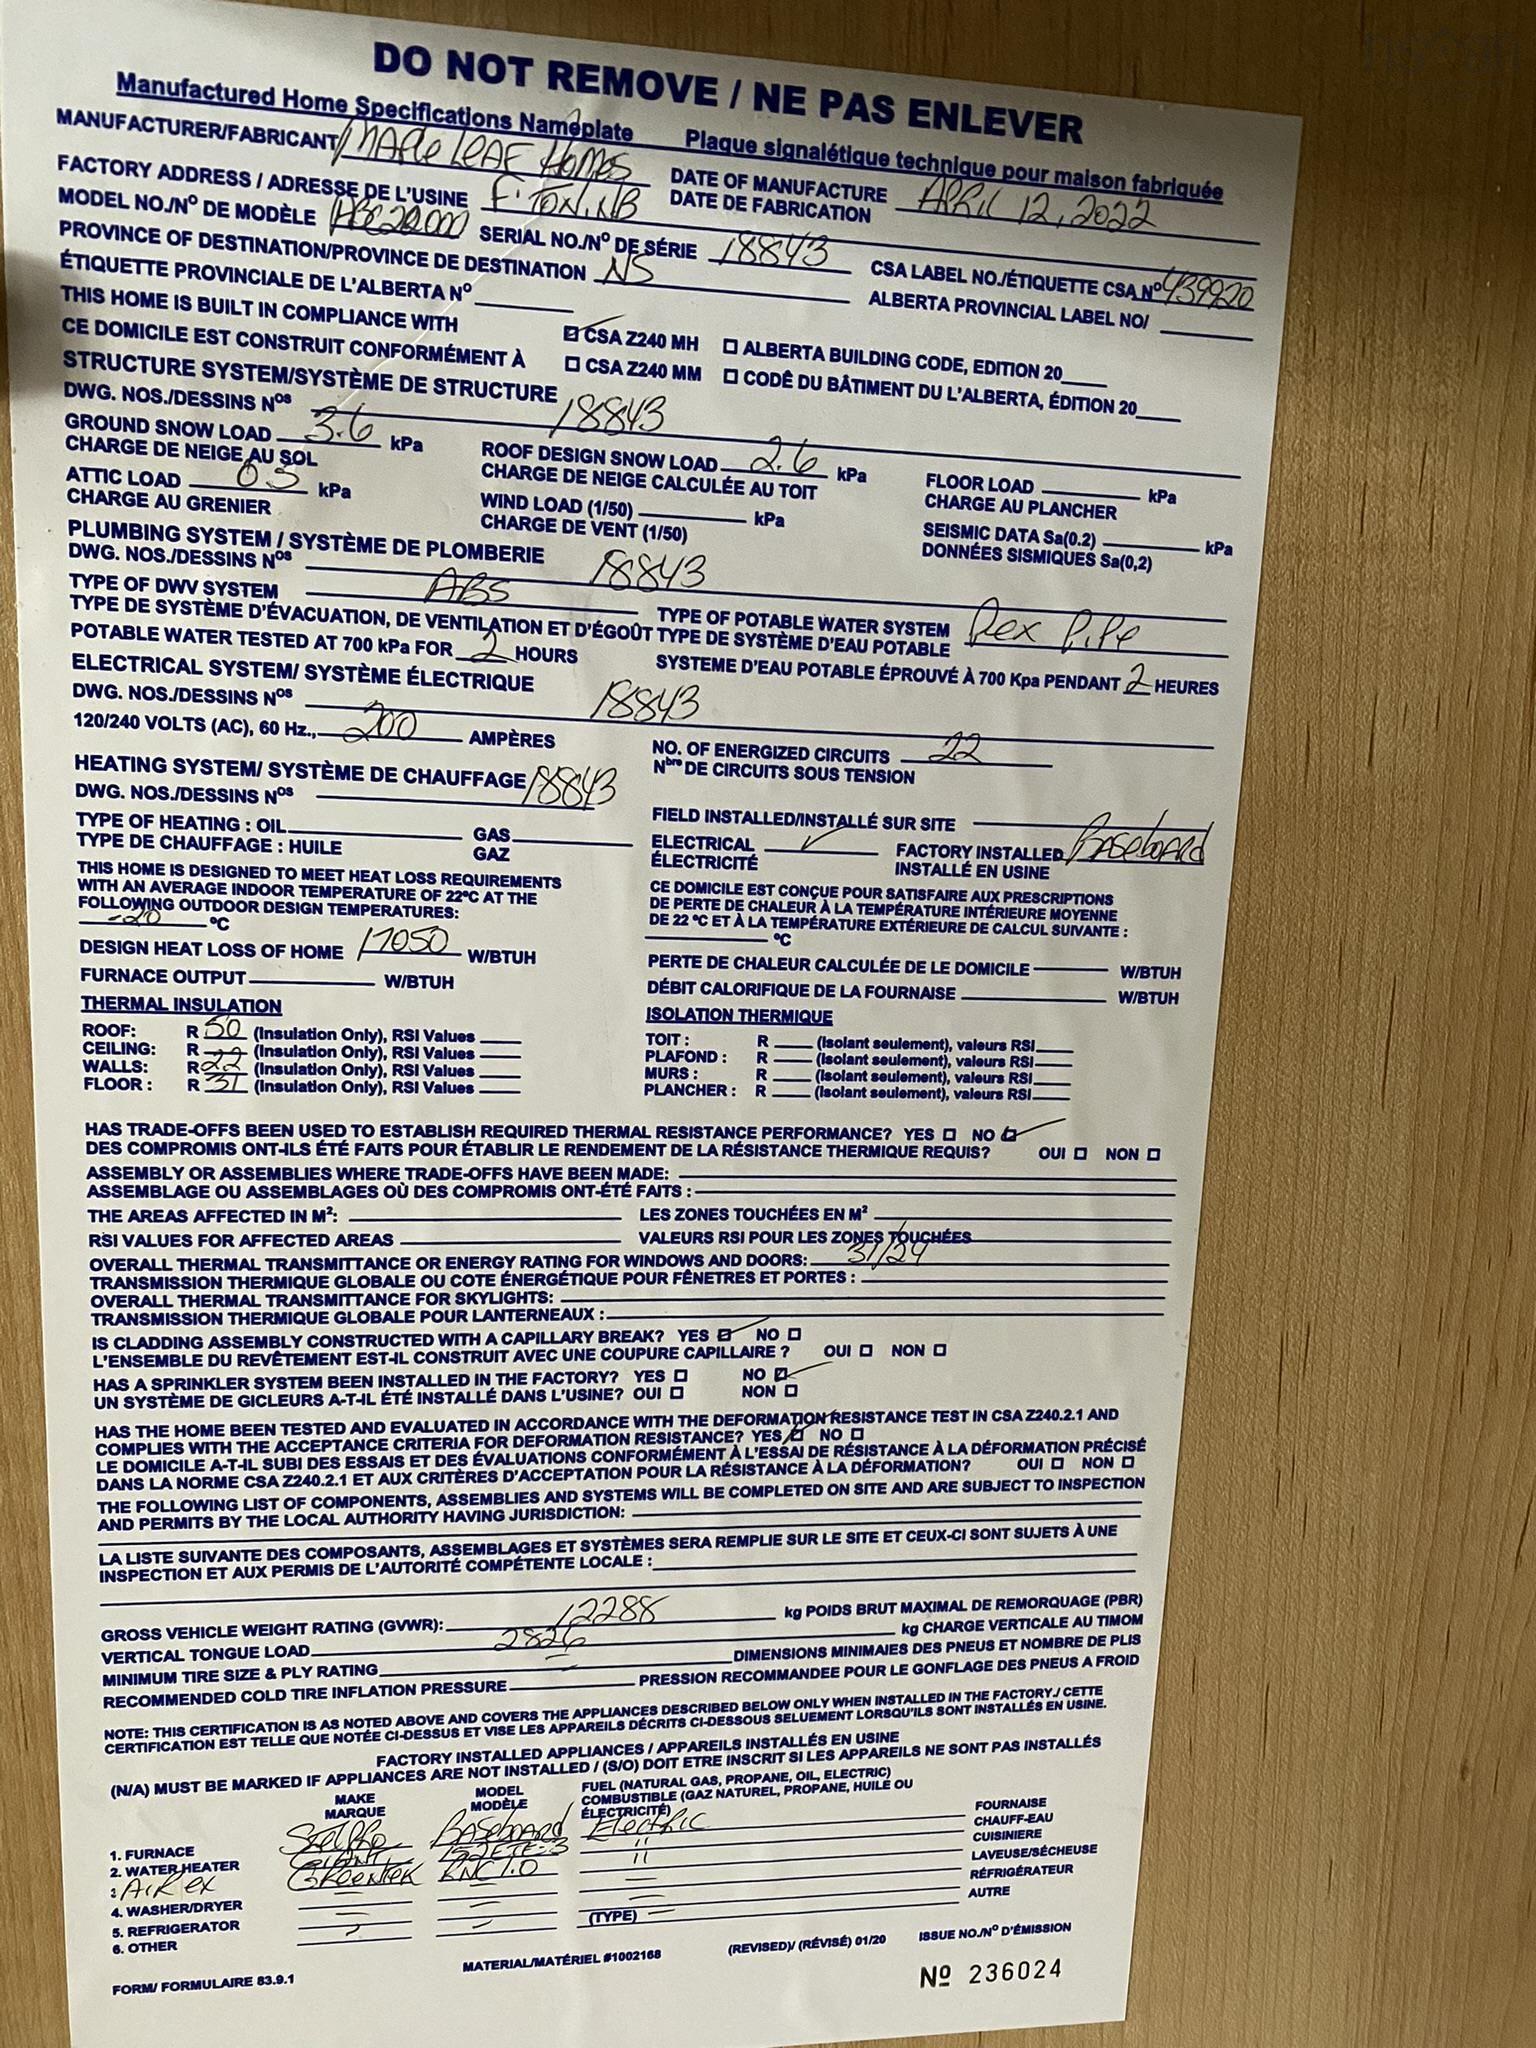 DO NOT REMOVE / NE PAS ENLEVER
Manufactured Home Specifications Nameplate Plaque signalétique technique pour maison fabriquée
MANUFACTURER/FABRICANT MAPle LEAF HOMES
FACTORY ADDRESS / ADRESSE DE L'USINE F'TON, NB DATE OF MANUFACTURE APRIL 12, 2022
DATE DE FABRICATION
MODEL NO./Nº DE MODÈLE SERIAL NO./Nº DE SÉRIE 18843 CSA LABEL NO./ÉTIQUETTE CSA Nº 439920
PROVINCE OF DESTINATION/PROVINCE DE DESTINATION NS ALBERTA PROVINCIAL LABEL NO/
ÉTIQUETTE PROVINCIALE DE L'ALBERTA Nº
THIS HOME IS BUILT IN COMPLIANCE WITH ☑ CSA Z240 MH ☐ ALBERTA BUILDING CODE, EDITION 20
CE DOMICILE EST CONSTRUIT CONFORMÉMENT À ☐ CSA Z240 MM ☐ CODÊ DU BÂTIMENT DU L'ALBERTA, ÉDITION 20
STRUCTURE SYSTEM/SYSTÈME DE STRUCTURE
DWG. NOS./DESSINS Nos 18843
GROUND SNOW LOAD 3.6 kPa ROOF DESIGN SNOW LOAD 2.6 kPa FLOOR LOAD kPa
CHARGE DE NEIGE AU SOL CHARGE DE NEIGE CALCULÉE AU TOIT CHARGE AU PLANCHER
ATTIC LOAD 0.5 kPa WIND LOAD (1/50) kPa SEISMIC DATA Sa(0.2) kPa
CHARGE AU GRENIER CHARGE DE VENT (1/50) DONNÉES SISMIQUES Sa(0,2)
PLUMBING SYSTEM / SYSTÈME DE PLOMBERIE
DWG. NOS./DESSINS Nos 18843
TYPE OF DWV SYSTEM ABS TYPE OF POTABLE WATER SYSTEM Pex PiPe
TYPE DE SYSTÈME D'ÉVACUATION, DE VENTILATION ET D'ÉGOÛT TYPE DE SYSTÈME D'EAU POTABLE
POTABLE WATER TESTED AT 700 kPa FOR 2 HOURS SYSTEME D'EAU POTABLE ÉPROUVÉ À 700 Kpa PENDANT 2 HEURES
ELECTRICAL SYSTEM/ SYSTÈME ÉLECTRIQUE
DWG. NOS./DESSINS Nos 18843
120/240 VOLTS (AC), 60 Hz., 200 AMPÈRES NO. OF ENERGIZED CIRCUITS 22
Nbre DE CIRCUITS SOUS TENSION
HEATING SYSTEM/ SYSTÈME DE CHAUFFAGE 18843
DWG. NOS./DESSINS Nos FIELD INSTALLED/INSTALLÉ SUR SITE
TYPE OF HEATING : OIL GAS ELECTRICAL ✓ FACTORY INSTALLED BASeboARd
TYPE DE CHAUFFAGE : HUILE GAZ ÉLECTRICITÉ INSTALLÉ EN USINE
THIS HOME IS DESIGNED TO MEET HEAT LOSS REQUIREMENTS
WITH AN AVERAGE INDOOR TEMPERATURE OF 22ºC AT THE
FOLLOWING OUTDOOR DESIGN TEMPERATURES:
-20 ºC
CE DOMICILE EST CONÇUE POUR SATISFAIRE AUX PRESCRIPTIONS
DE PERTE DE CHALEUR À LA TEMPÉRATURE INTÉRIEURE MOYENNE
DE 22 ºC ET À LA TEMPÉRATURE EXTÉRIEURE DE CALCUL SUIVANTE :
ºC
DESIGN HEAT LOSS OF HOME 17050 W/BTUH PERTE DE CHALEUR CALCULÉE DE LE DOMICILE W/BTUH
FURNACE OUTPUT W/BTUH DÉBIT CALORIFIQUE DE LA FOURNAISE W/BTUH
THERMAL INSULATION ISOLATION THERMIQUE
ROOF: R 50 (Insulation Only), RSI Values TOIT : R (Isolant seulement), valeurs RSI
CEILING: R — (Insulation Only), RSI Values PLAFOND : R (Isolant seulement), valeurs RSI
WALLS: R 22 (Insulation Only), RSI Values MURS : R (Isolant seulement), valeurs RSI
FLOOR : R 31 (Insulation Only), RSI Values PLANCHER : R (Isolant seulement), valeurs RSI
HAS TRADE-OFFS BEEN USED TO ESTABLISH REQUIRED THERMAL RESISTANCE PERFORMANCE? YES ☐ NO ☑
DES COMPROMIS ONT-ILS ÉTÉ FAITS POUR ÉTABLIR LE RENDEMENT DE LA RÉSISTANCE THERMIQUE REQUIS? OUI ☐ NON ☐
ASSEMBLY OR ASSEMBLIES WHERE TRADE-OFFS HAVE BEEN MADE:
ASSEMBLAGE OU ASSEMBLAGES OÙ DES COMPROMIS ONT-ÉTÉ FAITS :
THE AREAS AFFECTED IN M²: LES ZONES TOUCHÉES EN M²
RSI VALUES FOR AFFECTED AREAS VALEURS RSI POUR LES ZONES TOUCHÉES
OVERALL THERMAL TRANSMITTANCE OR ENERGY RATING FOR WINDOWS AND DOORS: 31/24
TRANSMISSION THERMIQUE GLOBALE OU COTE ÉNERGÉTIQUE POUR FÊNETRES ET PORTES :
OVERALL THERMAL TRANSMITTANCE FOR SKYLIGHTS:
TRANSMISSION THERMIQUE GLOBALE POUR LANTERNEAUX :
IS CLADDING ASSEMBLY CONSTRUCTED WITH A CAPILLARY BREAK? YES ☑ NO ☐
L'ENSEMBLE DU REVÊTEMENT EST-IL CONSTRUIT AVEC UNE COUPURE CAPILLAIRE ? OUI ☐ NON ☐
HAS A SPRINKLER SYSTEM BEEN INSTALLED IN THE FACTORY? YES ☐ NO ☑
UN SYSTÈME DE GICLEURS A-T-IL ÉTÉ INSTALLÉ DANS L'USINE? OUI ☐ NON ☐
HAS THE HOME BEEN TESTED AND EVALUATED IN ACCORDANCE WITH THE DEFORMATION RESISTANCE TEST IN CSA Z240.2.1 AND
COMPLIES WITH THE ACCEPTANCE CRITERIA FOR DEFORMATION RESISTANCE? YES ☑ NO ☐
LE DOMICILE A-T-IL SUBI DES ESSAIS ET DES ÉVALUATIONS CONFORMÉMENT À L'ESSAI DE RÉSISTANCE À LA DÉFORMATION PRÉCISÉ
DANS LA NORME CSA Z240.2.1 ET AUX CRITÈRES D'ACCEPTATION POUR LA RÉSISTANCE À LA DÉFORMATION? OUI ☐ NON ☐
THE FOLLOWING LIST OF COMPONENTS, ASSEMBLIES AND SYSTEMS WILL BE COMPLETED ON SITE AND ARE SUBJECT TO INSPECTION
AND PERMITS BY THE LOCAL AUTHORITY HAVING JURISDICTION:
LA LISTE SUIVANTE DES COMPOSANTS, ASSEMBLAGES ET SYSTÈMES SERA REMPLIE SUR LE SITE ET CEUX-CI SONT SUJETS À UNE
INSPECTION ET AUX PERMIS DE L'AUTORITÉ COMPÉTENTE LOCALE :
GROSS VEHICLE WEIGHT RATING (GVWR): 12288 kg POIDS BRUT MAXIMAL DE REMORQUAGE (PBR)
VERTICAL TONGUE LOAD 2826 kg CHARGE VERTICALE AU TIMOM
MINIMUM TIRE SIZE & PLY RATING DIMENSIONS MINIMAIES DES PNEUS ET NOMBRE DE PLIS
RECOMMENDED COLD TIRE INFLATION PRESSURE PRESSION RECOMMANDEE POUR LE GONFLAGE DES PNEUS A FROID
NOTE: THIS CERTIFICATION IS AS NOTED ABOVE AND COVERS THE APPLIANCES DESCRIBED BELOW ONLY WHEN INSTALLED IN THE FACTORY./ CETTE
CERTIFICATION EST TELLE QUE NOTÉE CI-DESSUS ET VISE LES APPAREILS DÉCRITS CI-DESSOUS SELUEMENT LORSQU'ILS SONT INSTALLÉS EN USINE.
FACTORY INSTALLED APPLIANCES / APPAREILS INSTALLÉS EN USINE
(N/A) MUST BE MARKED IF APPLIANCES ARE NOT INSTALLED / (S/O) DOIT ETRE INSCRIT SI LES APPAREILS NE SONT PAS INSTALLÉS
MAKE MODEL FUEL (NATURAL GAS, PROPANE, OIL, ELECTRIC)
MARQUE MODÈLE COMBUSTIBLE (GAZ NATUREL, PROPANE, HUILE OU
ÉLECTRICITÉ)
1. FURNACE StelPRo BASeboARd Electric FOURNAISE
2. WATER HEATER GIANT " CHAUFF-EAU
3 AiR ex GReentek RNC 1.0 " CUISINIERE
4. WASHER/DRYER LAVEUSE/SÉCHEUSE
5. REFRIGERATOR RÉFRIGÉRATEUR
6. OTHER (TYPE) AUTRE
FORM/ FORMULAIRE 83.9.1 MATERIAL/MATÉRIEL #1002168 (REVISED)/ (RÉVISÉ) 01/20 ISSUE NO./Nº D'ÉMISSION
Nº 236024